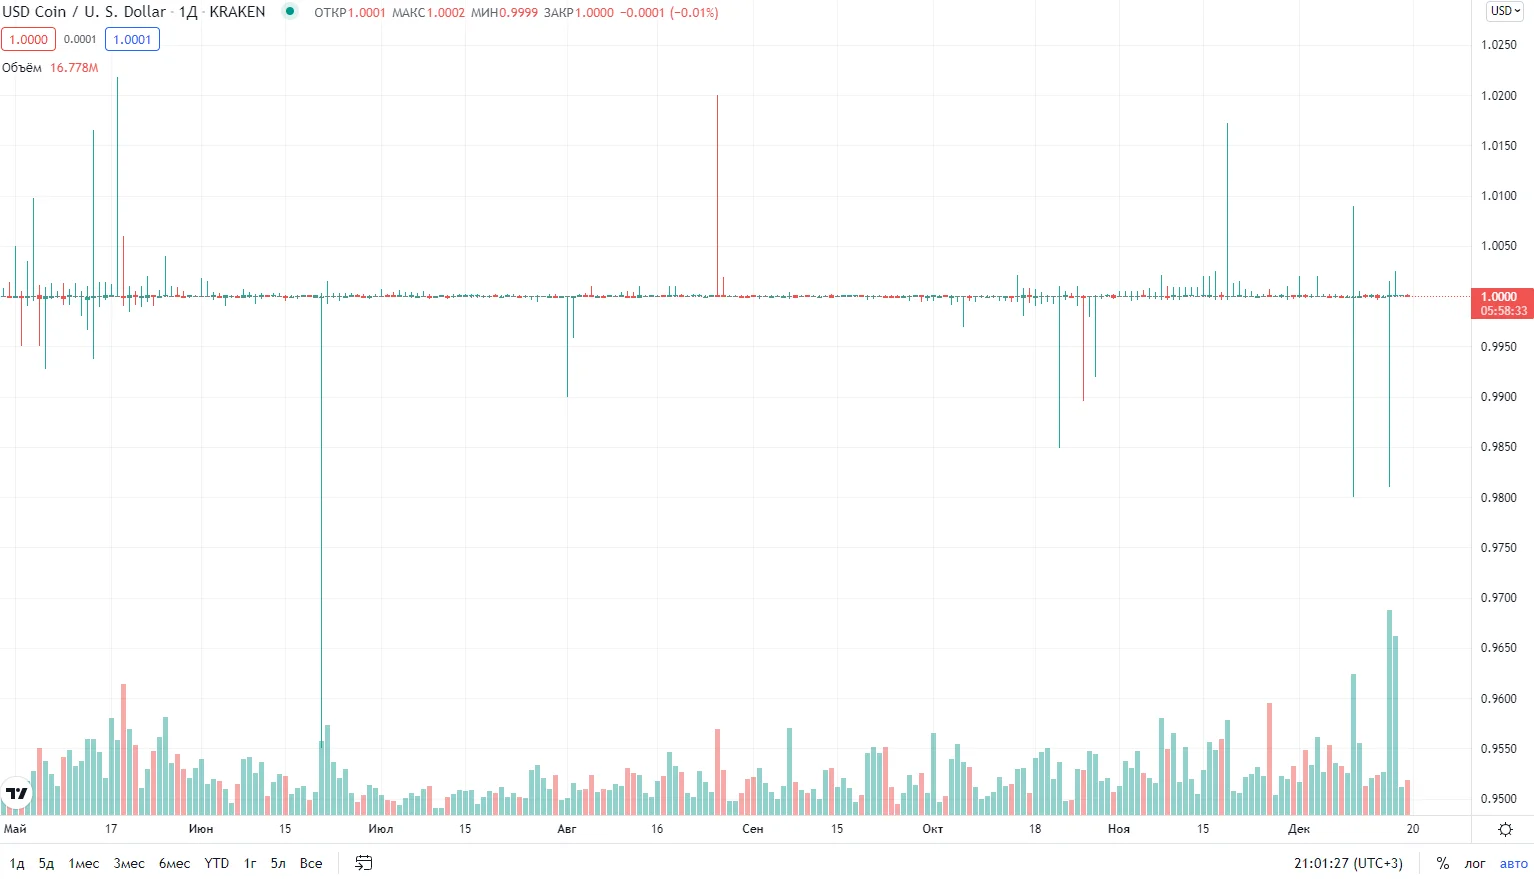 USD Coin / U. S. Dollar · 1Д · KRAKEN ОТКР1.0001 МАКС1.0002 МИН0.9999 ЗАКР1.0000 −0.0001 (−0.01%)
USD
1.0000 0.0001 1.0001
Объём 16.778M
1.0250
1.0200
1.0150
1.0100
1.0050
1.0000
05:58:33
0.9950
0.9900
0.9850
0.9800
0.9750
0.9700
0.9650
0.9600
0.9550
0.9500
Май 17 Июн 15 Июл 15 Авг 16 Сен 15 Окт 18 Ноя 15 Дек 20
1д 5д 1мес 3мес 6мес YTD 1г 5л Все 21:01:27 (UTC+3) % лог авто